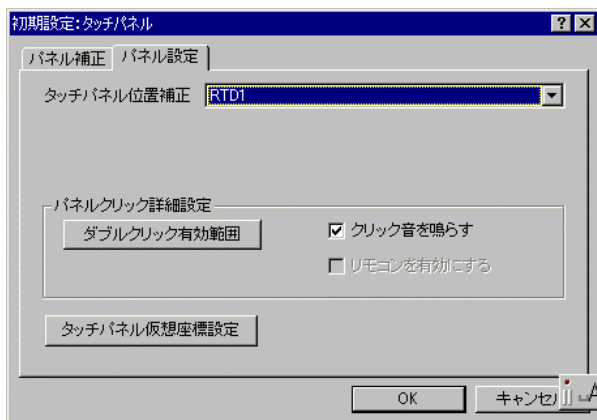 初期設定:タッチパネル
パネル補正 パネル設定
タッチパネル位置補正 RTD1
パネルクリック詳細設定
ダブルクリック有効範囲 クリック音を鳴らす
リモコンを有効にする
タッチパネル仮想座標設定
OK キャンセル